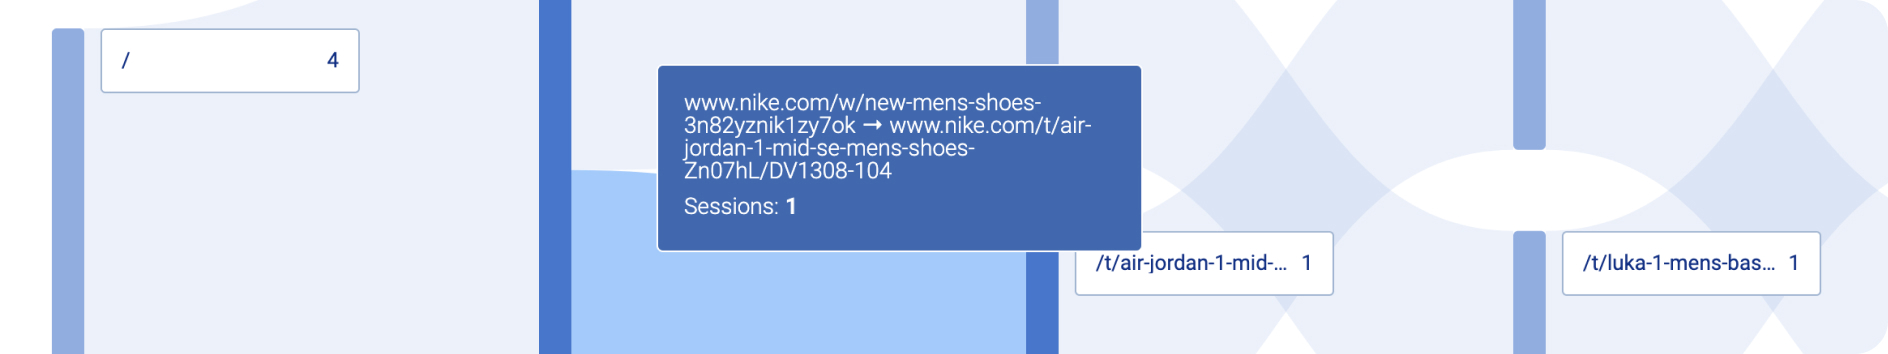 / 4
www.nike.com/w/new-mens-shoes-
3n82yznik1zy7ok → www.nike.com/t/air-
jordan-1-mid-se-mens-shoes-
Zn07hL/DV1308-104
Sessions: 1
/t/air-jordan-1-mid-... 1
/t/luka-1-mens-bas... 1